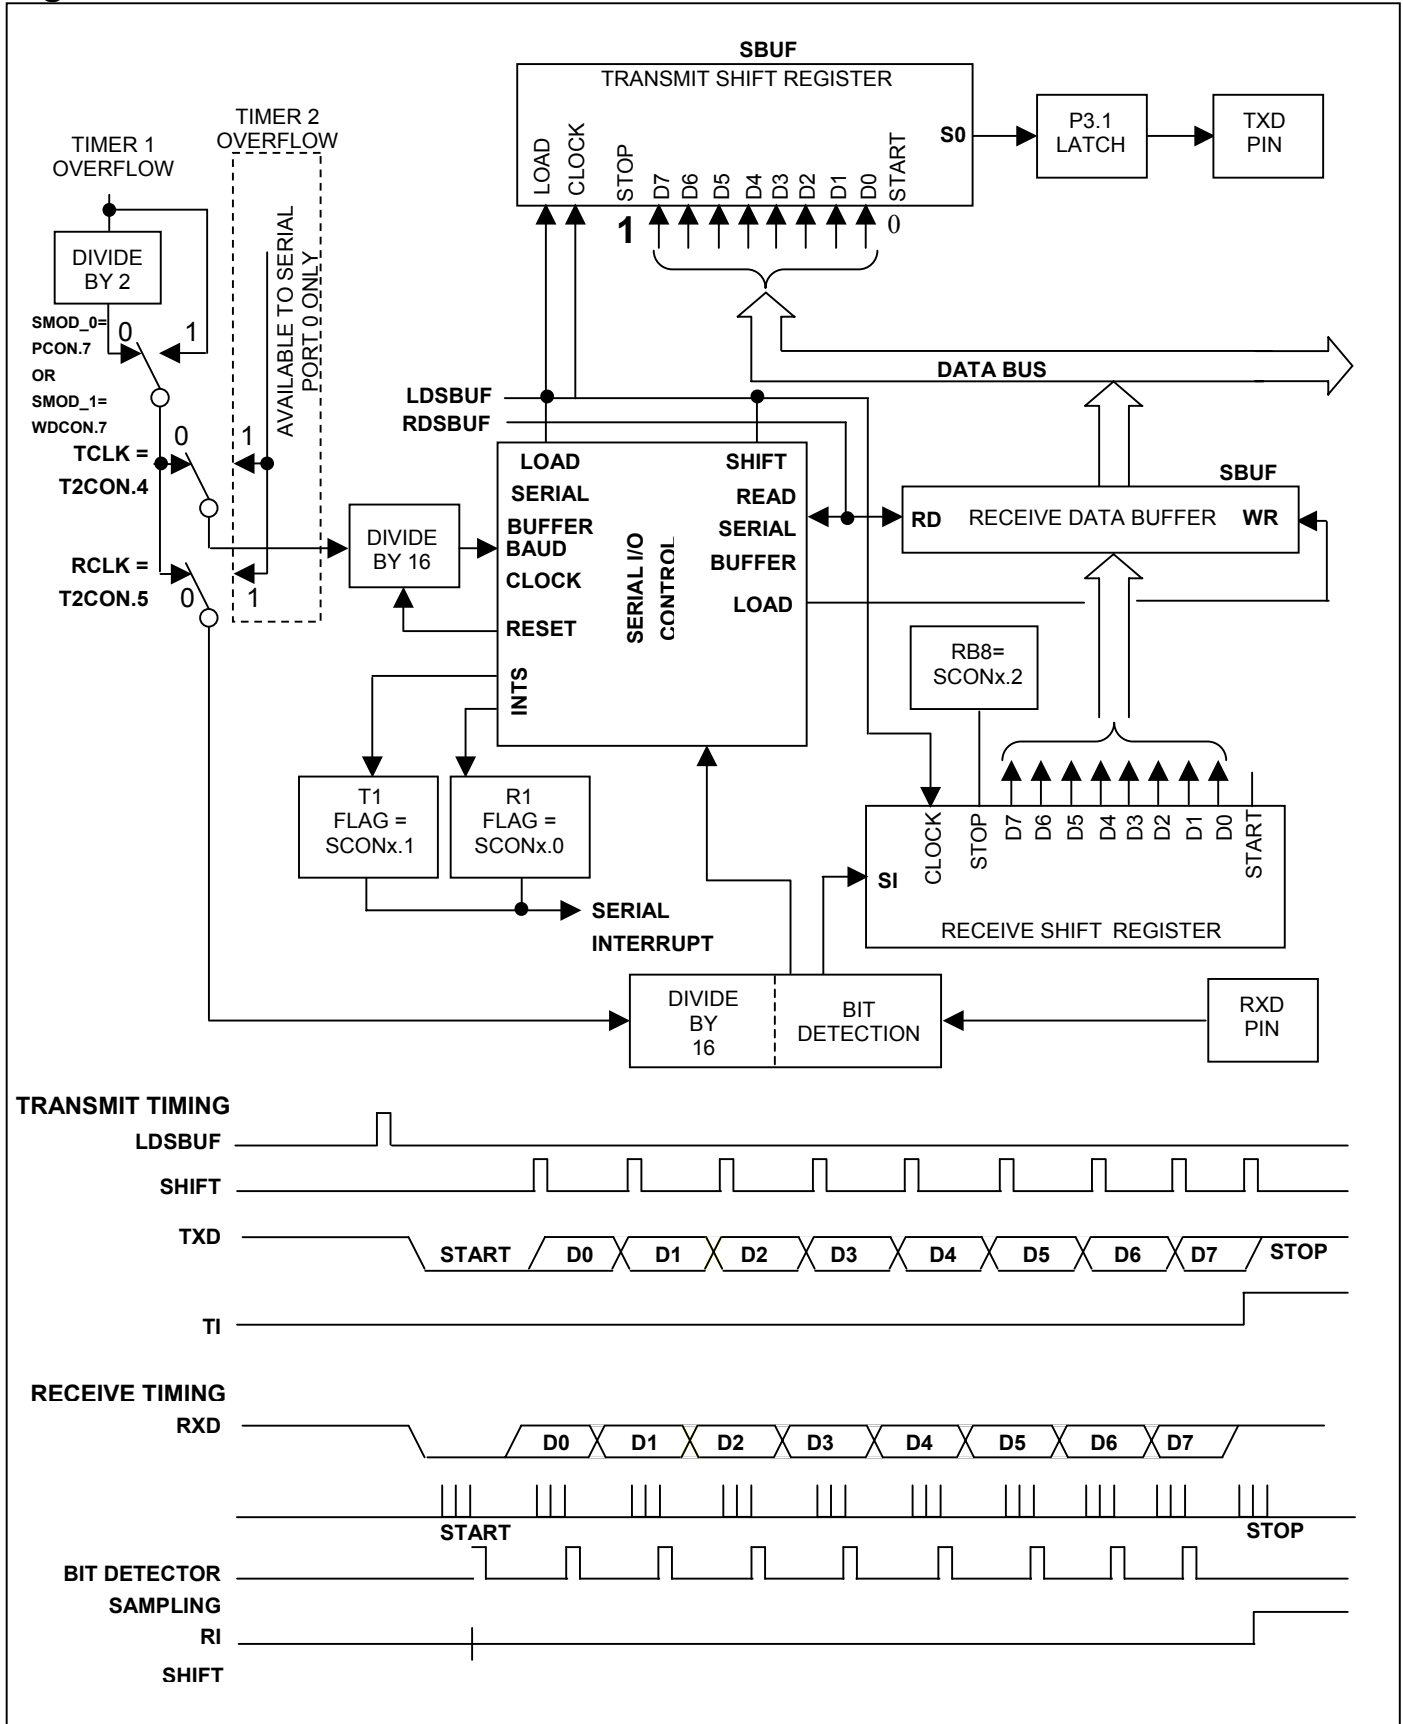 SBUF
TRANSMIT SHIFT REGISTER
LOAD
CLOCK
STOP
D7
D6
D5
D4
D3
D2
D1
D0
START
S0
1
0
P3.1
LATCH
TXD
PIN
TIMER 1
OVERFLOW
TIMER 2
OVERFLOW
DIVIDE
BY 2
AVAILABLE TO SERIAL
PORT 0 ONLY
SMOD_0=
PCON.7
OR
SMOD_1=
WDCON.7
0
1
TCLK =
T2CON.4
0
1
RCLK =
T2CON.5
0
1
DATA BUS
LDSBUF
RDSBUF
DIVIDE
BY 16
LOAD
SERIAL
BUFFER
BAUD
CLOCK
RESET
INTS
SERIAL I/O
CONTROL
SHIFT
READ
SERIAL
BUFFER
LOAD
SBUF
RD
RECEIVE DATA BUFFER
WR
RB8=
SCONx.2
T1
FLAG =
SCONx.1
R1
FLAG =
SCONx.0
SERIAL
INTERRUPT
SI
CLOCK
STOP
D7
D6
D5
D4
D3
D2
D1
D0
START
RECEIVE SHIFT REGISTER
DIVIDE
BY
16
BIT
DETECTION
RXD
PIN
TRANSMIT TIMING
LDSBUF
SHIFT
TXD
START D0 D1 D2 D3 D4 D5 D6 D7 STOP
TI
RECEIVE TIMING
RXD
D0 D1 D2 D3 D4 D5 D6 D7
START STOP
BIT DETECTOR
SAMPLING
RI
SHIFT